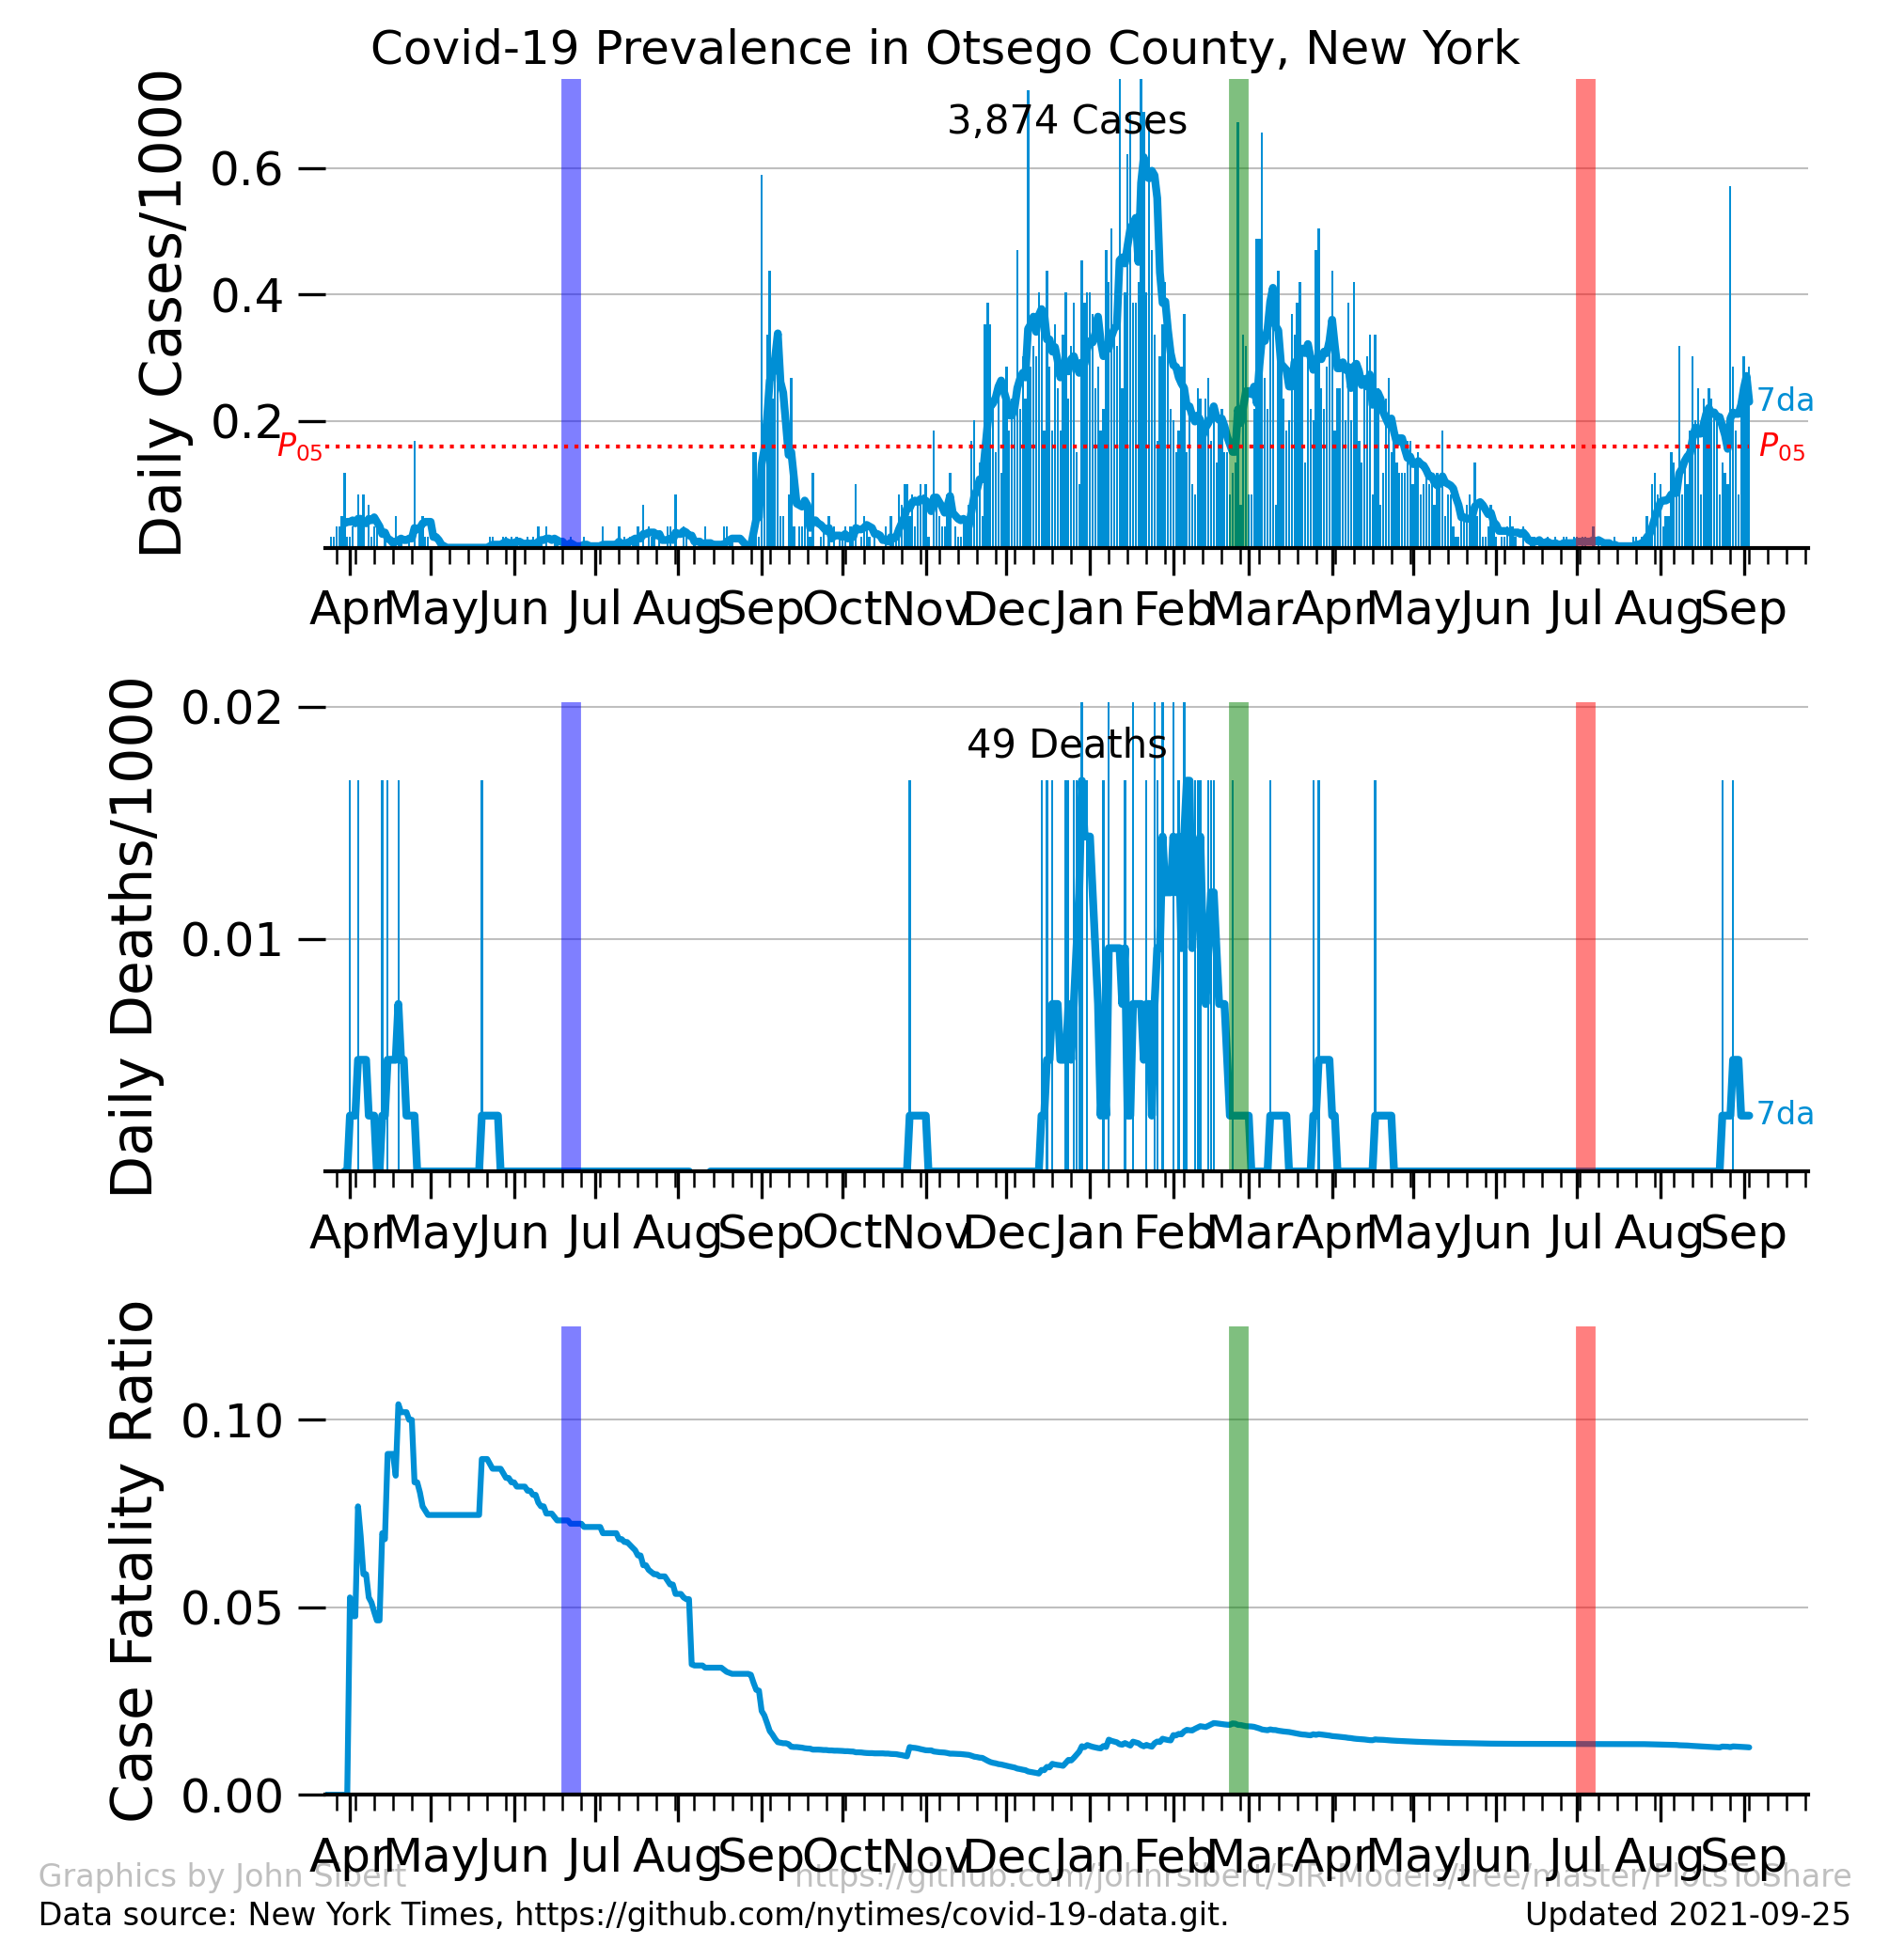 Covid-19 Prevalence in Otsego County, New York
Daily Cases/1000
3,874 Cases
0.6
0.4
0.2
P05
P05
7da
Apr May Jun Jul Aug Sep Oct Nov Dec Jan Feb Mar Apr May Jun Jul Aug Sep
Daily Deaths/1000
49 Deaths
0.02
0.01
7da
Apr May Jun Jul Aug Sep Oct Nov Dec Jan Feb Mar Apr May Jun Jul Aug Sep
Case Fatality Ratio
0.10
0.05
0.00
Apr May Jun Jul Aug Sep Oct Nov Dec Jan Feb Mar Apr May Jun Jul Aug Sep
Graphics by John Sibert
https://github.com/johnrsibert/SIR-Models/tree/master/PlotsToShare
Data source: New York Times, https://github.com/nytimes/covid-19-data.git.
Updated 2021-09-25